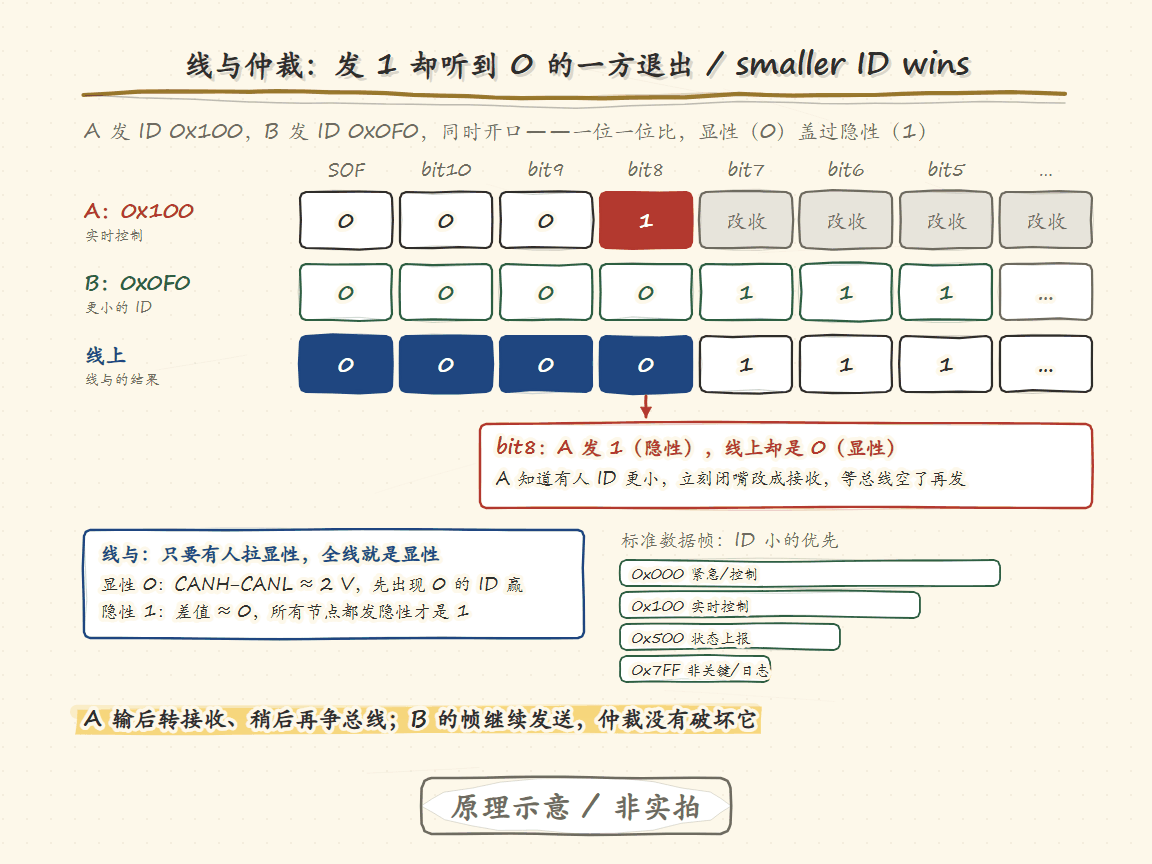 线与仲裁：发 1 却听到 0 的一方退出 / smaller ID wins
A 发 ID 0x100，B 发 ID 0x0F0，同时开口——一位一位比，显性（0）盖过隐性（1）
SOF bit10 bit9 bit8 bit7 bit6 bit5 ...
A：0x100 0 0 0 1 改收 改收 改收 改收
实时控制
B：0x0F0 0 0 0 0 1 1 1 ...
更小的 ID
线上 0 0 0 0 1 1 1 ...
线与的结果
bit8：A 发 1（隐性），线上却是 0（显性）
A 知道有人 ID 更小，立刻闭嘴改成接收，等总线空了再发
线与：只要有人拉显性，全线就是显性
显性 0：CANH-CANL ≈ 2 V，先出现 0 的 ID 赢
隐性 1：差值 ≈ 0，所有节点都发隐性才是 1
标准数据帧：ID 小的优先
0x000 紧急/控制
0x100 实时控制
0x500 状态上报
0x7FF 非关键/日志
A 输后转接收、稍后再争总线；B 的帧继续发送，仲裁没有破坏它
原理示意 / 非实拍